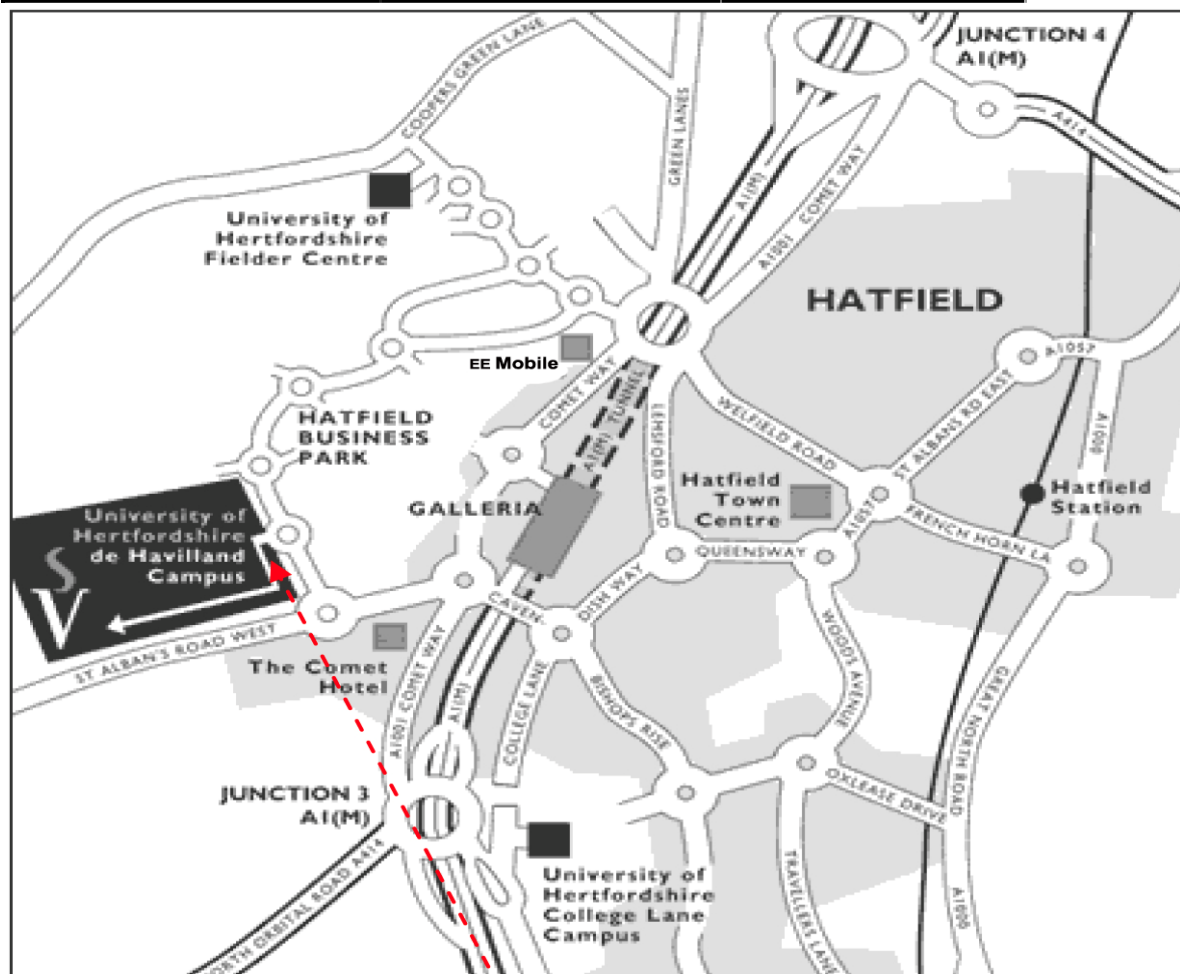 JUNCTION 4
A1(M)
COOPERS GREEN LANE
GREEN LANES
A1(M)
A1001 COMET WAY
A414
University of
Hertfordshire
Fielder Centre
HATFIELD
EE Mobile
COMET WAY
A1(M) TUNNEL
LEMSFORD ROAD
WELFIELD ROAD
ST ALBANS RD EAST
A1057
A1000
HATFIELD
BUSINESS
PARK
GALLERIA
Hatfield
Town
Centre
A1057
FRENCH HORN LA
Hatfield
Station
University of
Hertfordshire
de Havilland
Campus
SV
QUEENSWAY
CAVEN-
DISH WAY
ST ALBAN'S ROAD WEST
The Comet
Hotel
A1001 COMET WAY
A1(M)
COLLEGE LANE
BISHOPS RISE
WOODS AVENUE
GREAT NORTH ROAD
OXLEASE DRIVE
JUNCTION 3
A1(M)
NORTH ORBITAL ROAD A414
University of
Hertfordshire
College Lane
Campus
TRAVELLERS LANE
A1000